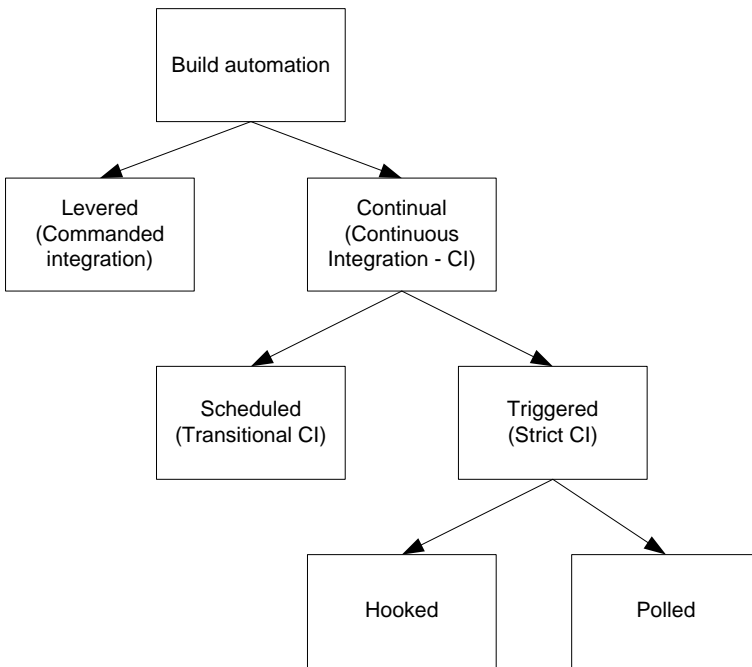 Build automation
Levered
(Commanded
integration)
Continual
(Continuous
Integration - CI)
Scheduled
(Transitional CI)
Triggered
(Strict CI)
Hooked
Polled